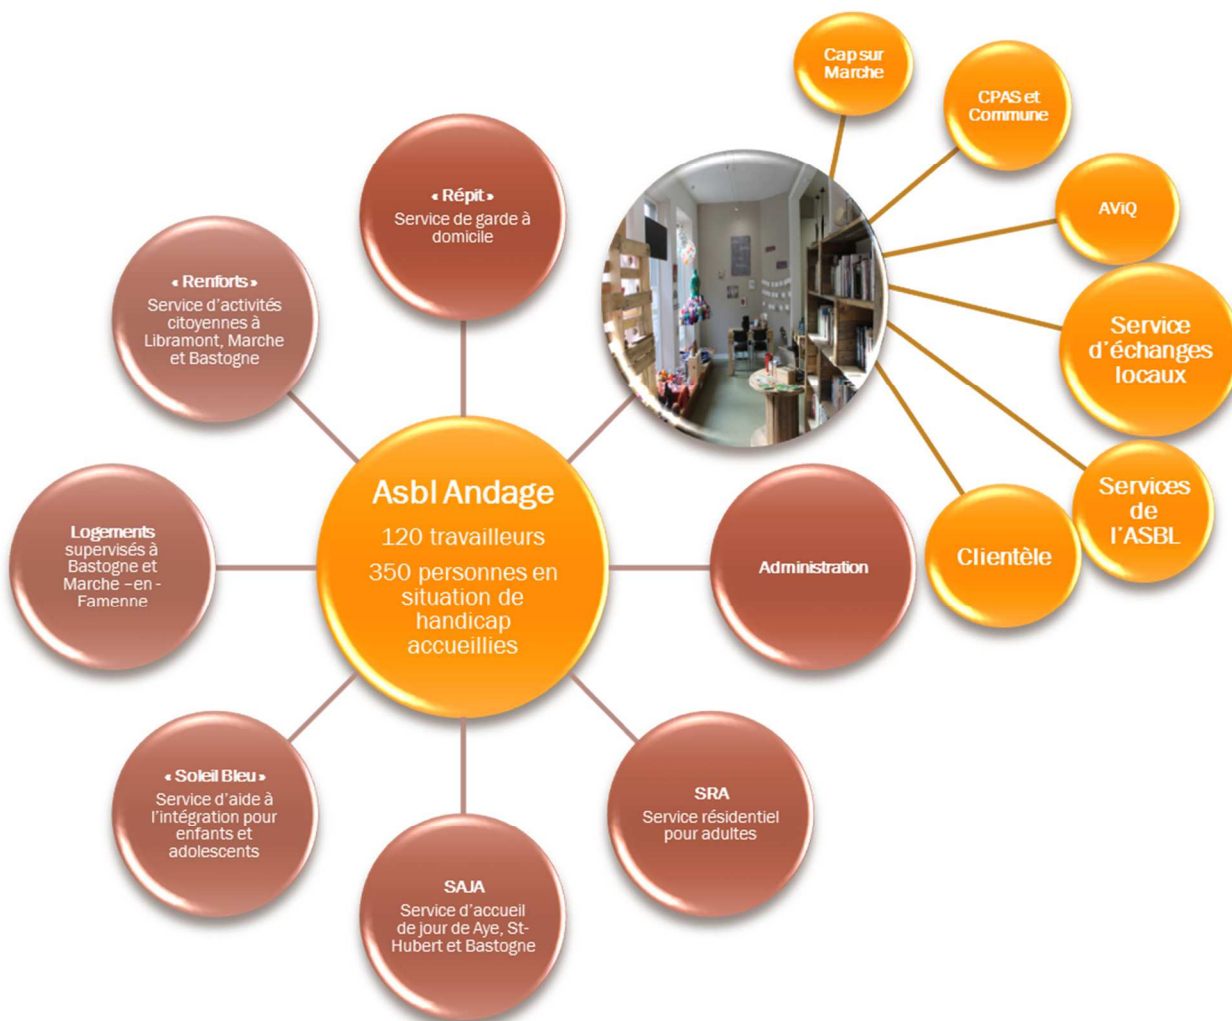 Cap sur
Marche
CPAS et
Commune
AViQ
Service
d'échanges
locaux
Services
de
l'ASBL
Clientèle
« Répit »
Service de garde à
domicile
« Renforts »
Service d'activités
citoyennes à
Libramont, Marche
et Bastogne
Asbl Andage
120 travailleurs
350 personnes en
situation de
handicap
accueillies
Logements
supervisés à
Bastogne et
Marche –en -
Famenne
Administration
« Soleil Bleu »
Service d'aide à
l'intégration pour
enfants et
adolescents
SAJA
Service d'accueil
de jour de Aye, St-
Hubert et Bastogne
SRA
Service résidentiel
pour adultes